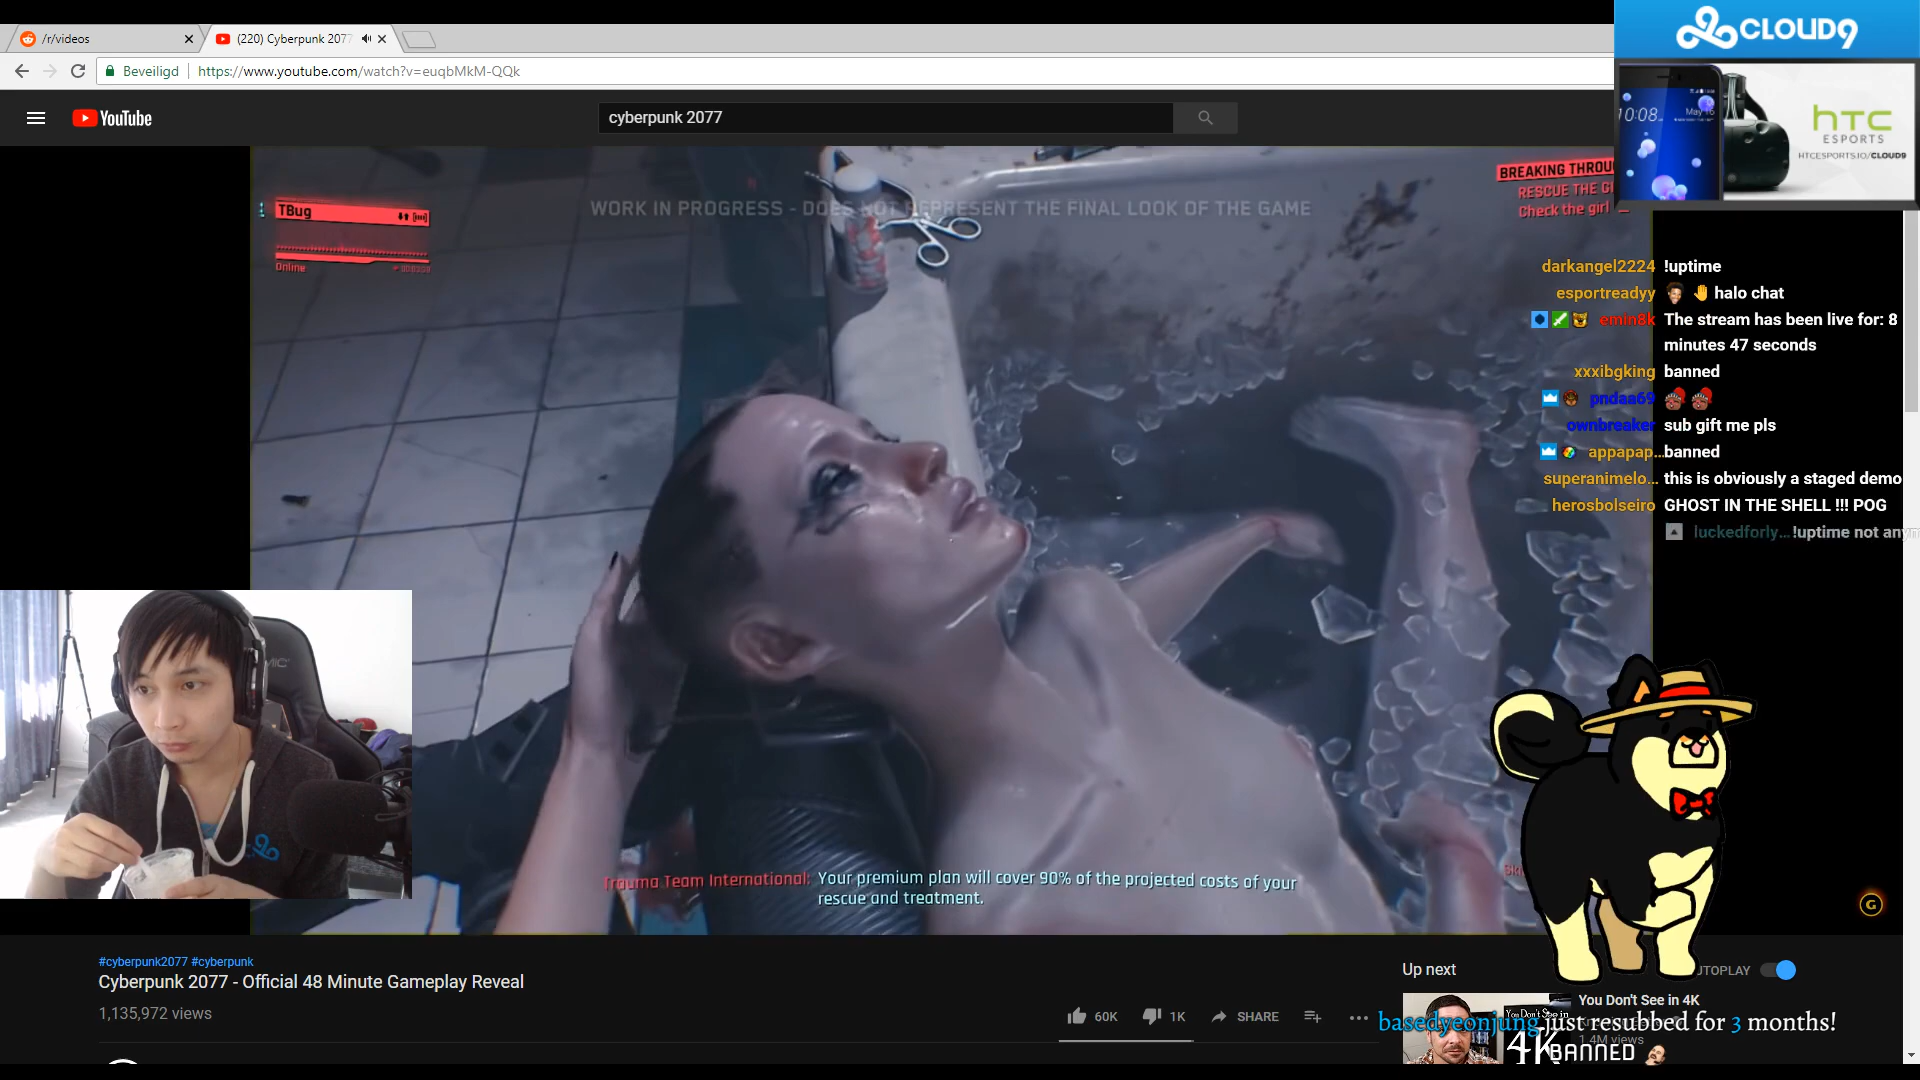 /r/videos
(220) Cyberpunk 2077
Beveiligd
https://www.youtube.com/watch?v=euqbMkM-QQk
YouTube
cyberpunk 2077
CLOUD9
10:08
hTC
ESPORTS
HTCESPORTS.IO/CLOUD9
TBug
Online
WORK IN PROGRESS - DOES NOT REPRESENT THE FINAL LOOK OF THE GAME
BREAKING THROU
RESCUE THE GI
Check the girl
darkangel2224 !uptime
esportreadyy halo chat
emin8k The stream has been live for: 8
minutes 47 seconds
xxxibgking banned
pndaa69
ownbreaker sub gift me pls
appapap... banned
superanimelo... this is obviously a staged demo
herosbolseiro GHOST IN THE SHELL !!! POG
luckedforly... !uptime not anym
Trauma Team International: Your premium plan will cover 90% of the projected costs of your
rescue and treatment.
#cyberpunk2077 #cyberpunk
Cyberpunk 2077 - Official 48 Minute Gameplay Reveal
1,135,972 views
60K
1K
SHARE
Up next
UTOPLAY
You Don't See in 4K
basedyeonjung just resubbed for 3 months!
1.4M views
4K
BANNED